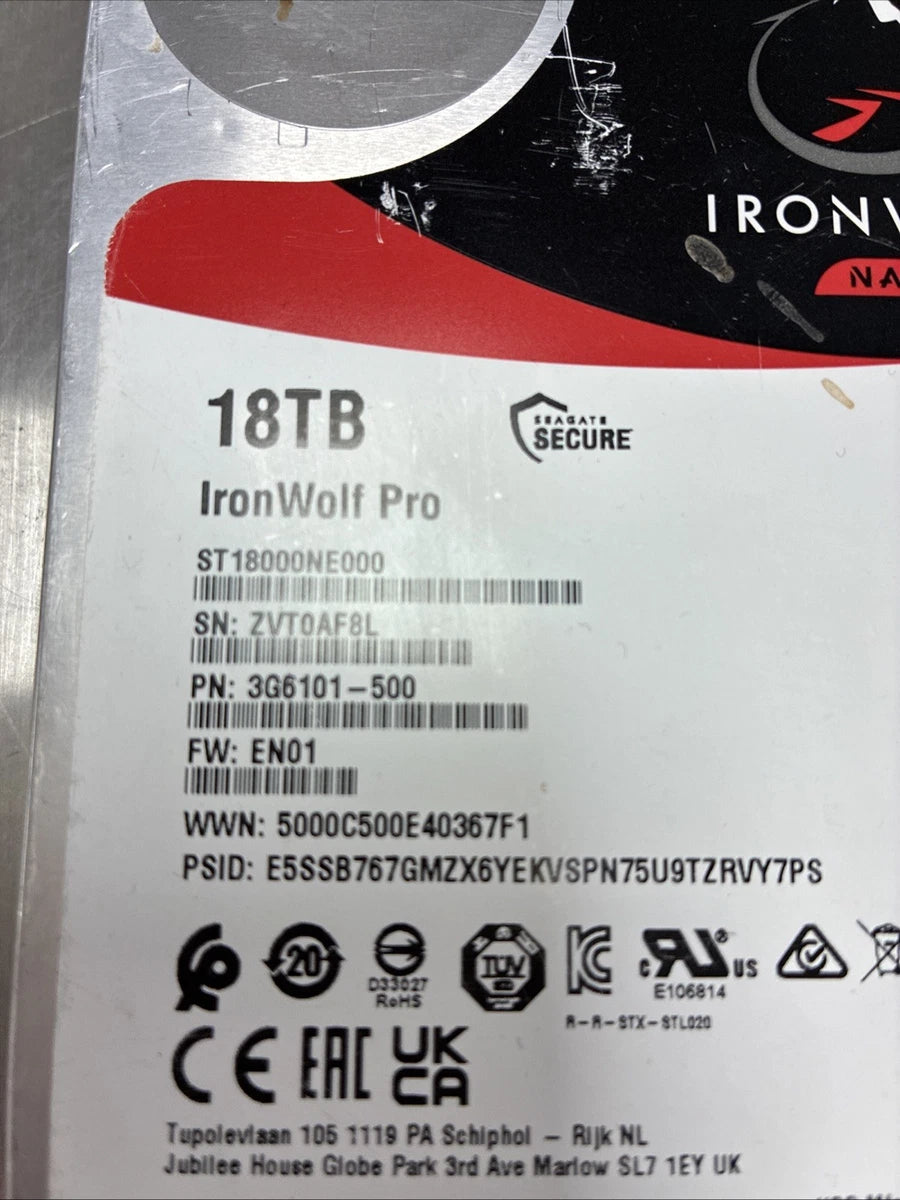 IRONW
NA
18TB
SEAGATE
SECURE
IronWolf Pro
ST18000NE000
SN: ZVT0AF8L
PN: 3G6101-500
FW: EN01
WWN: 5000C500E40367F1
PSID: E5SSB767GMZX6YEKVSPN75U9TZRVY7PS
20
TÜV
c RU US
D33027
RoHS
E106814
R-R-STX-STL020
CE EAC UK
CA
Tupolevlaan 105 1119 PA Schiphol - Rijk NL
Jubilee House Globe Park 3rd Ave Marlow SL7 1EY UK